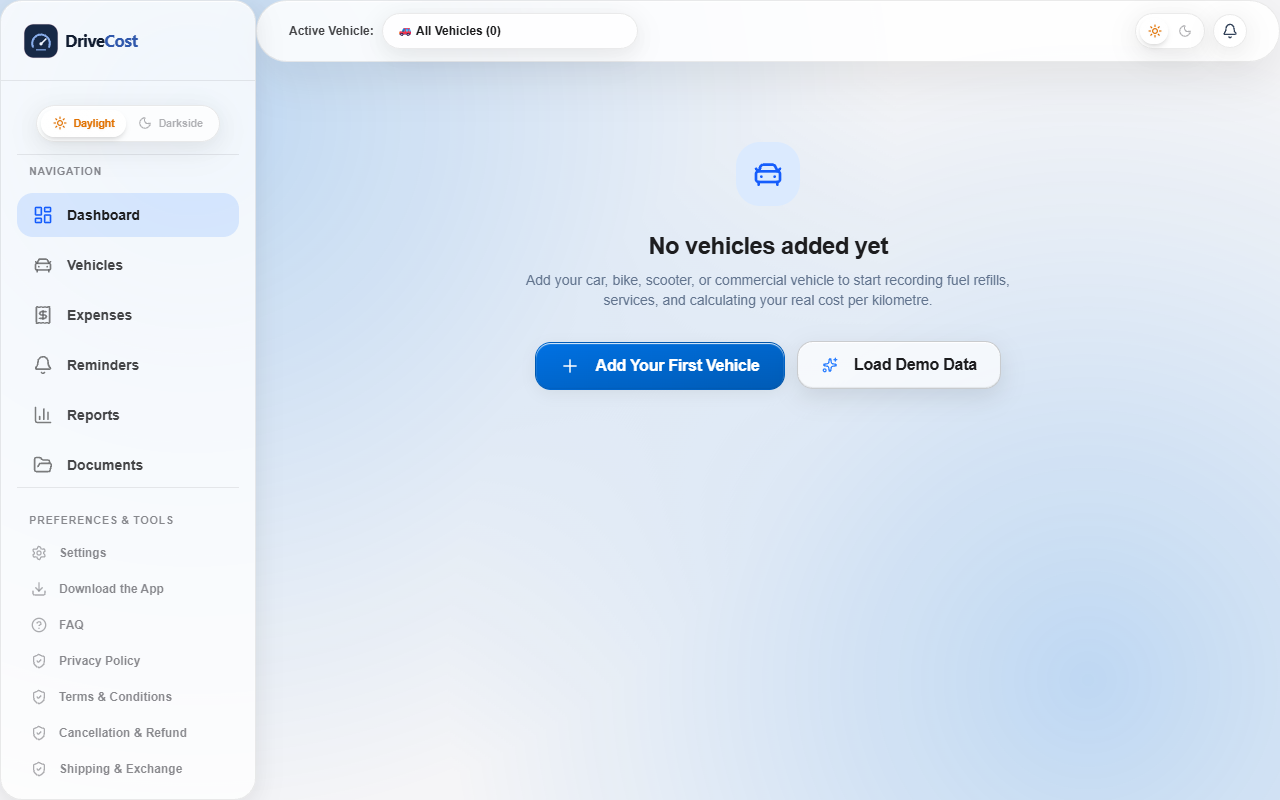 DriveCost
Active Vehicle:
All Vehicles (0)
Daylight
Darkside
NAVIGATION
Dashboard
Vehicles
Expenses
Reminders
Reports
Documents
PREFERENCES & TOOLS
Settings
Download the App
FAQ
Privacy Policy
Terms & Conditions
Cancellation & Refund
Shipping & Exchange
No vehicles added yet
Add your car, bike, scooter, or commercial vehicle to start recording fuel refills,
services, and calculating your real cost per kilometre.
Add Your First Vehicle
Load Demo Data